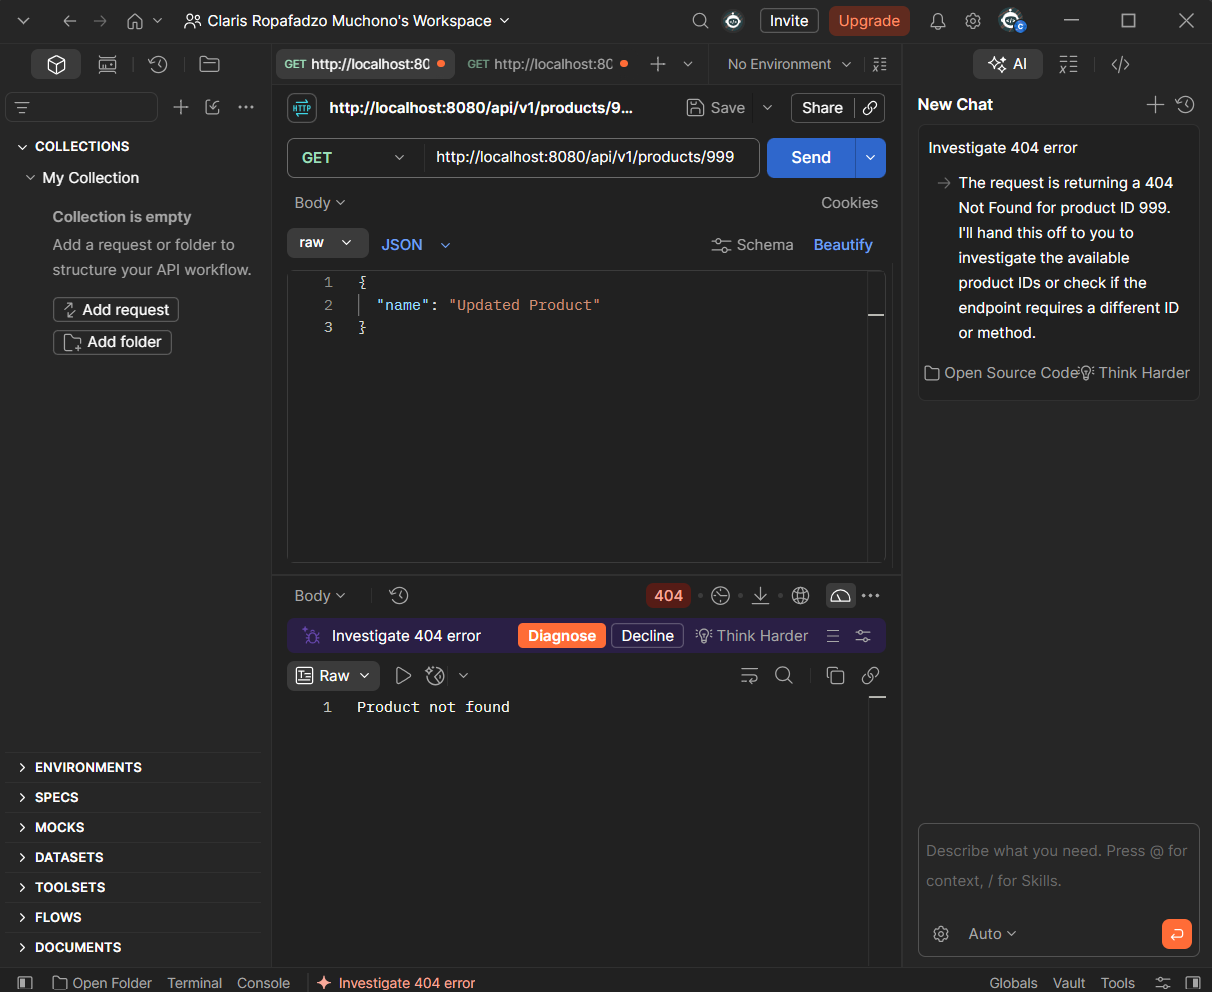 Claris Ropafadzo Muchono's Workspace
Invite
Upgrade
C
GET http://localhost:80
GET http://localhost:80
No Environment
AI
HTTP
http://localhost:8080/api/v1/products/9...
Save
Share
New Chat
COLLECTIONS
My Collection
Collection is empty
Add a request or folder to
structure your API workflow.
Add request
Add folder
GET
http://localhost:8080/api/v1/products/999
Send
Body
Cookies
raw
JSON
Schema
Beautify
1 {
2 "name": "Updated Product"
3 }
Investigate 404 error
The request is returning a 404
Not Found for product ID 999.
I'll hand this off to you to
investigate the available
product IDs or check if the
endpoint requires a different ID
or method.
Open Source Code
Think Harder
Body
404
Investigate 404 error
Diagnose
Decline
Think Harder
Raw
1 Product not found
ENVIRONMENTS
SPECS
MOCKS
DATASETS
TOOLSETS
FLOWS
DOCUMENTS
Describe what you need. Press @ for
context, / for Skills.
Auto
Open Folder
Terminal
Console
Investigate 404 error
Globals
Vault
Tools